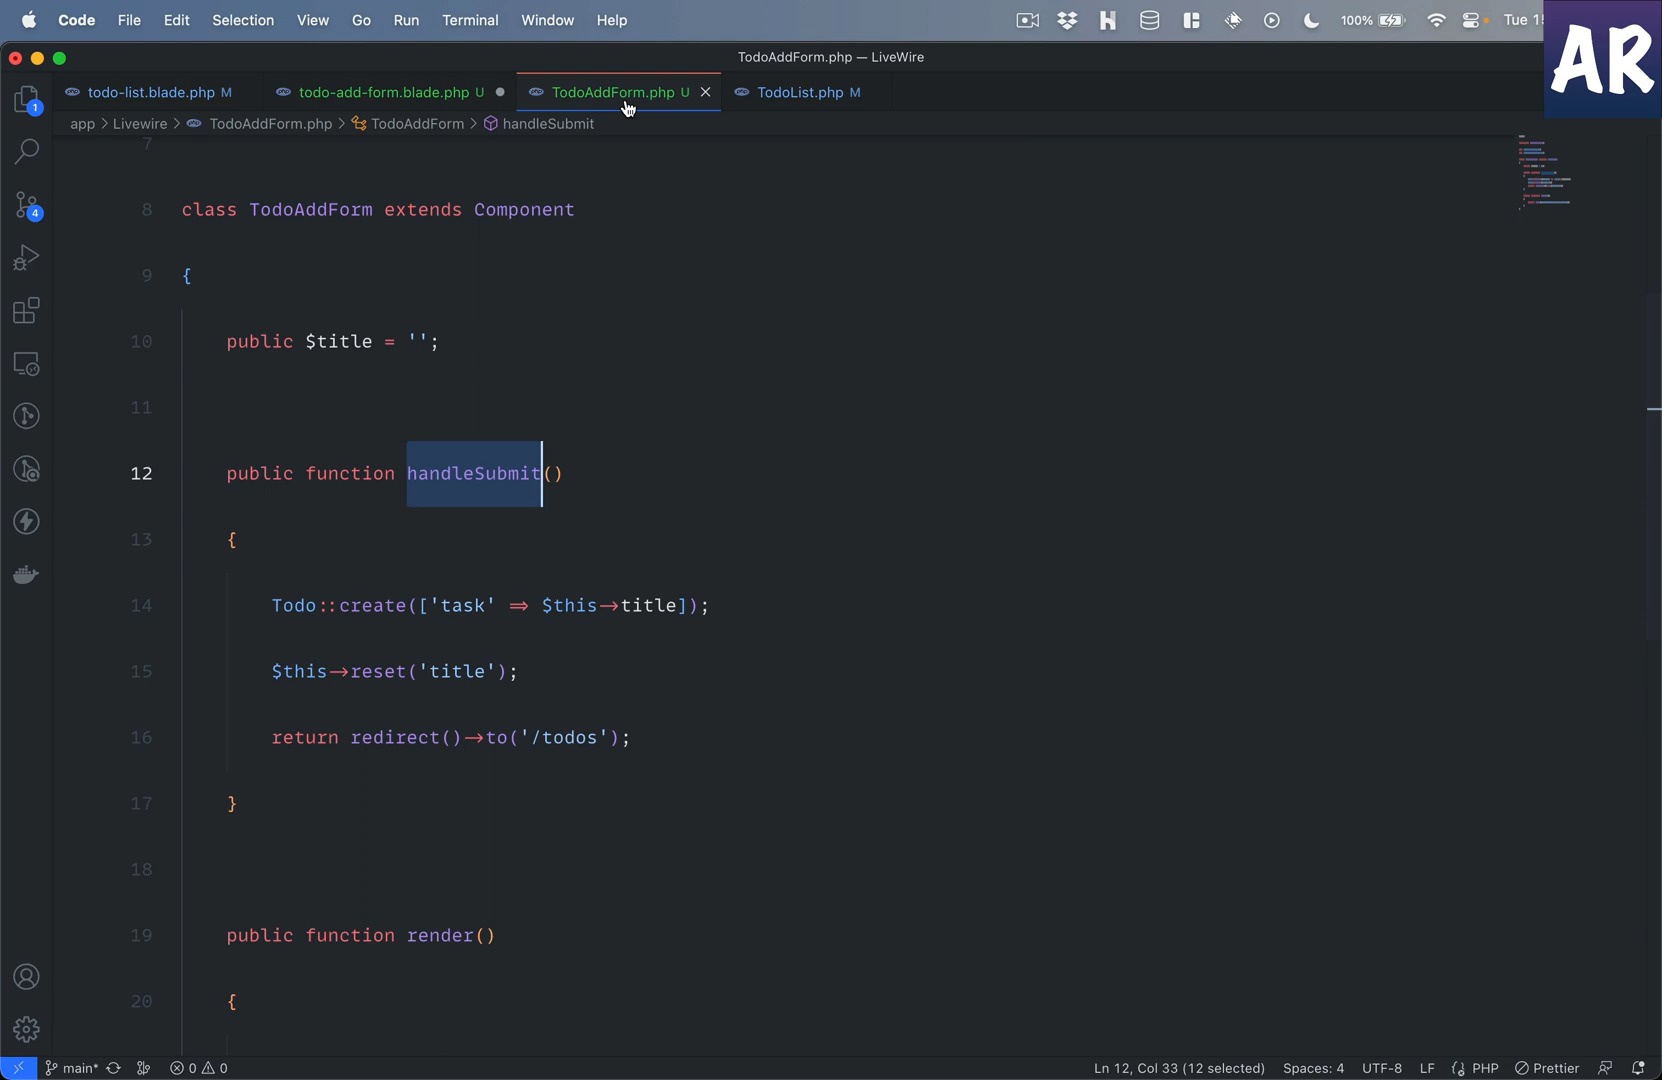 Code File Edit Selection View Go Run Terminal Window Help 100% Tue 1
AR
TodoAddForm.php — LiveWire
todo-list.blade.php M todo-add-form.blade.php U TodoAddForm.php U TodoList.php M
app > Livewire > TodoAddForm.php > TodoAddForm > handleSubmit
7
8 class TodoAddForm extends Component
9 {
10 public $title = '';
11
12 public function handleSubmit()
13 {
14 Todo::create(['task' => $this->title]);
15 $this->reset('title');
16 return redirect()->to('/todos');
17 }
18
19 public function render()
20 {
1
4
main* 0 0 Ln 12, Col 33 (12 selected) Spaces: 4 UTF-8 LF PHP Prettier